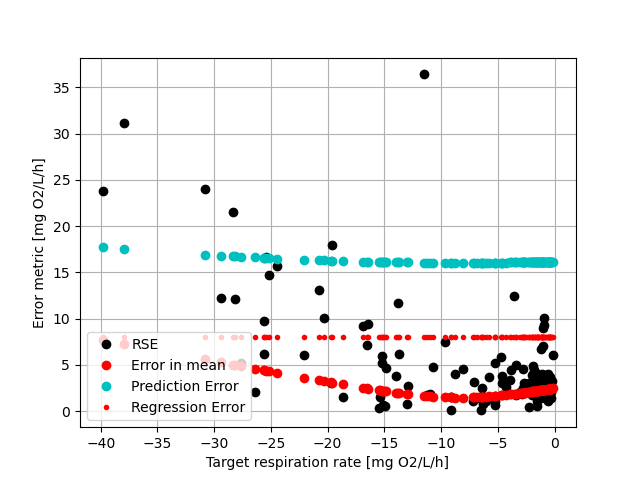 35
30
25
20
15
10
5
0
Error metric [mg O2/L/h]
RSE
Error in mean
Prediction Error
Regression Error
−40 −35 −30 −25 −20 −15 −10 −5 0
Target respiration rate [mg O2/L/h]